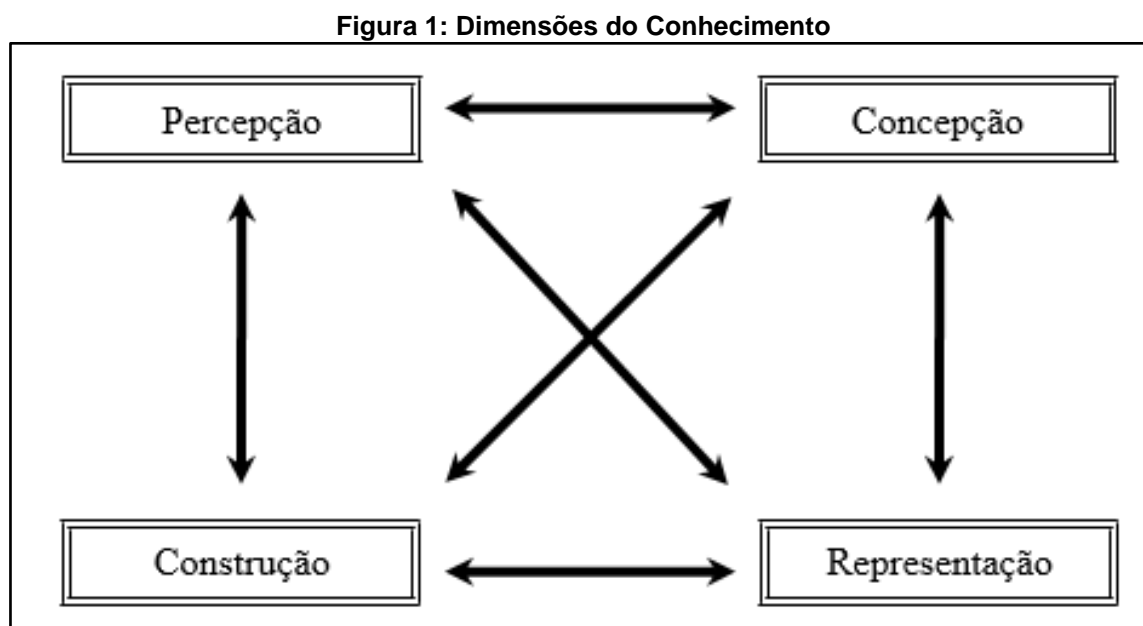 Figura 1: Dimensões do Conhecimento
Percepção
Concepção
Construção
Representação